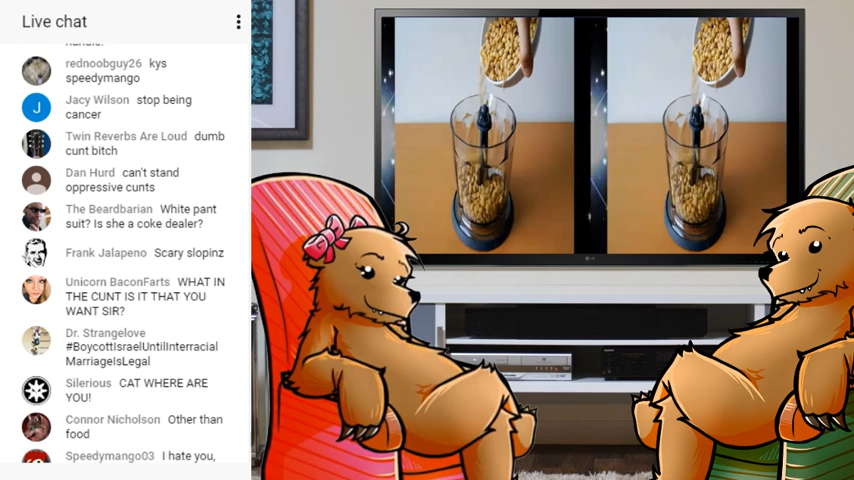 Live chat
handle!
rednoobguy26 kys
speedymango
J
Jacy Wilson stop being
cancer
Twin Reverbs Are Loud dumb
cunt bitch
Dan Hurd can't stand
oppressive cunts
The Beardbarian White pant
suit? Is she a coke dealer?
Frank Jalapeno Scary slopinz
Unicorn BaconFarts WHAT IN
THE CUNT IS IT THAT YOU
WANT SIR?
Dr. Strangelove
#BoycottIsraelUntilInterracial
MarriageIsLegal
Silerious CAT WHERE ARE
YOU!
Connor Nicholson Other than
food
Speedymango03 I hate you,
LG